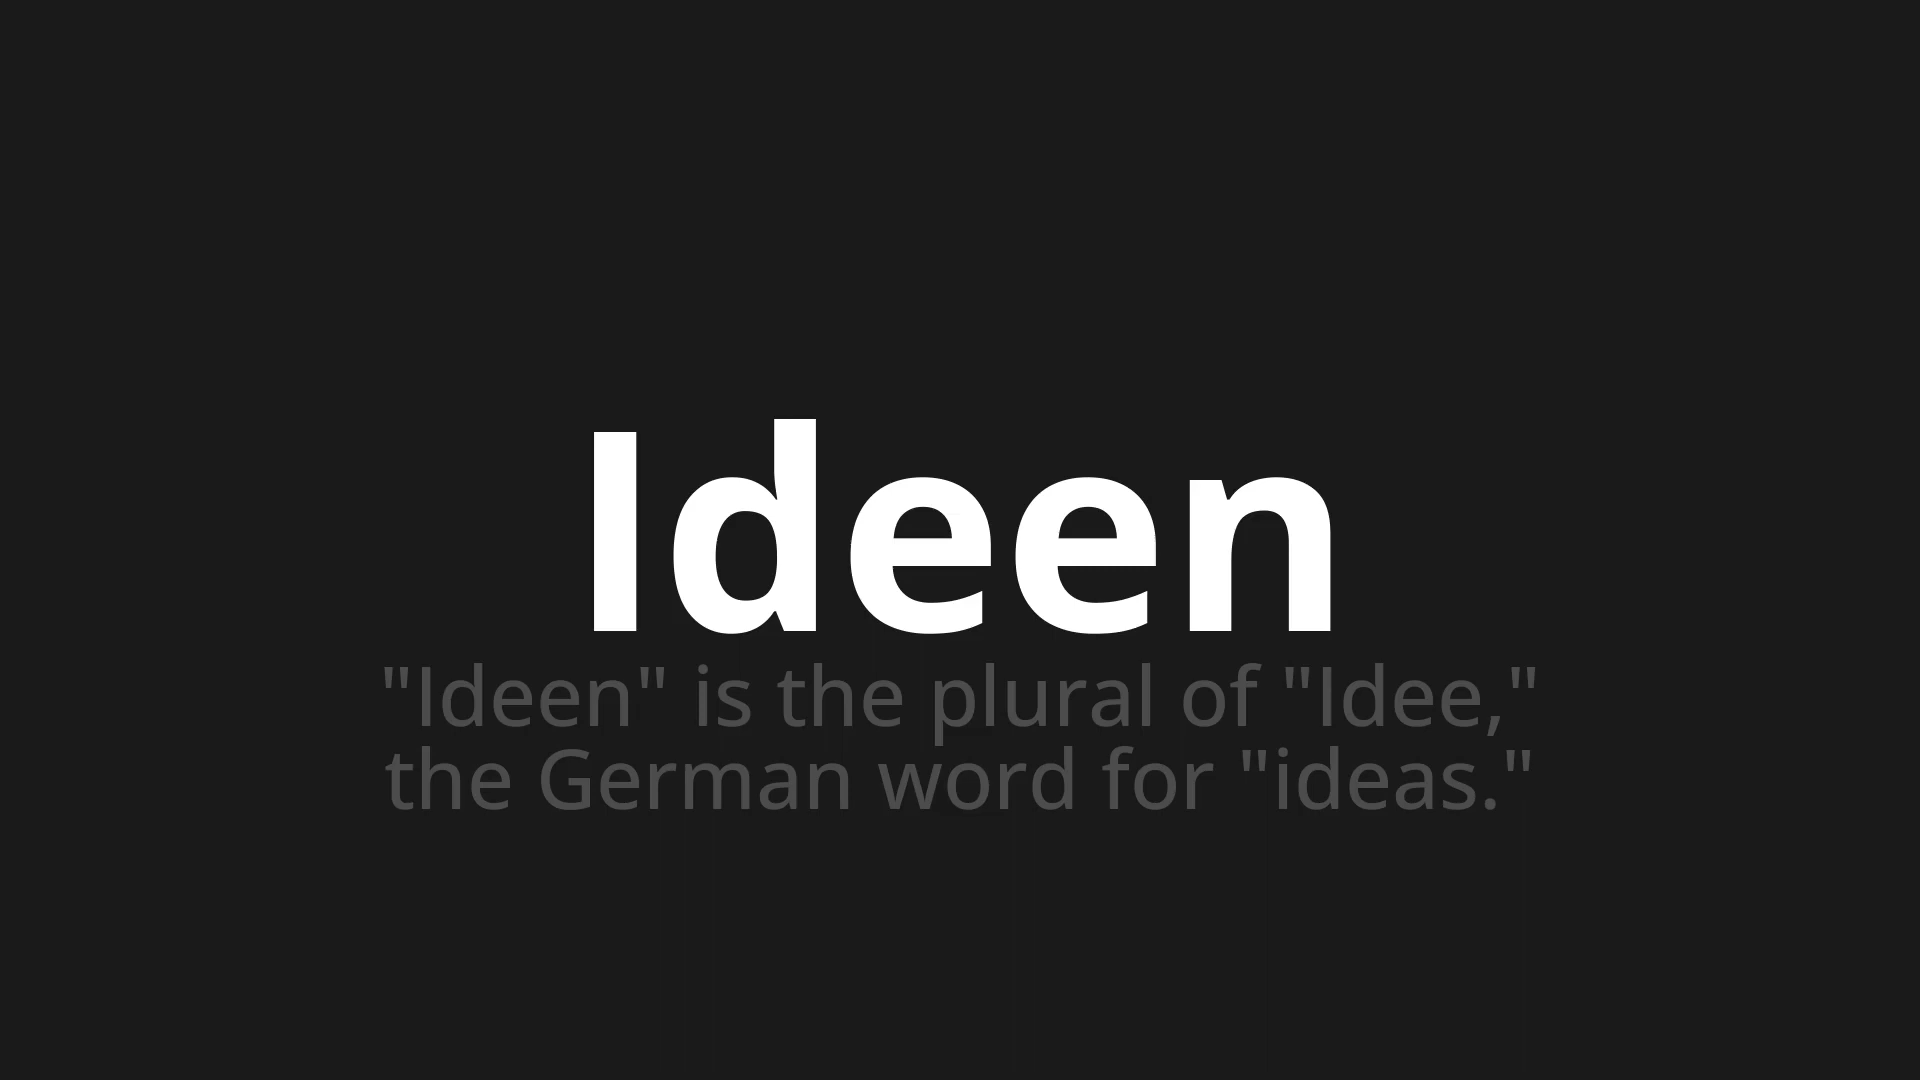 Ideen
"Ideen" is the plural of "Idee,"
the German word for "ideas."